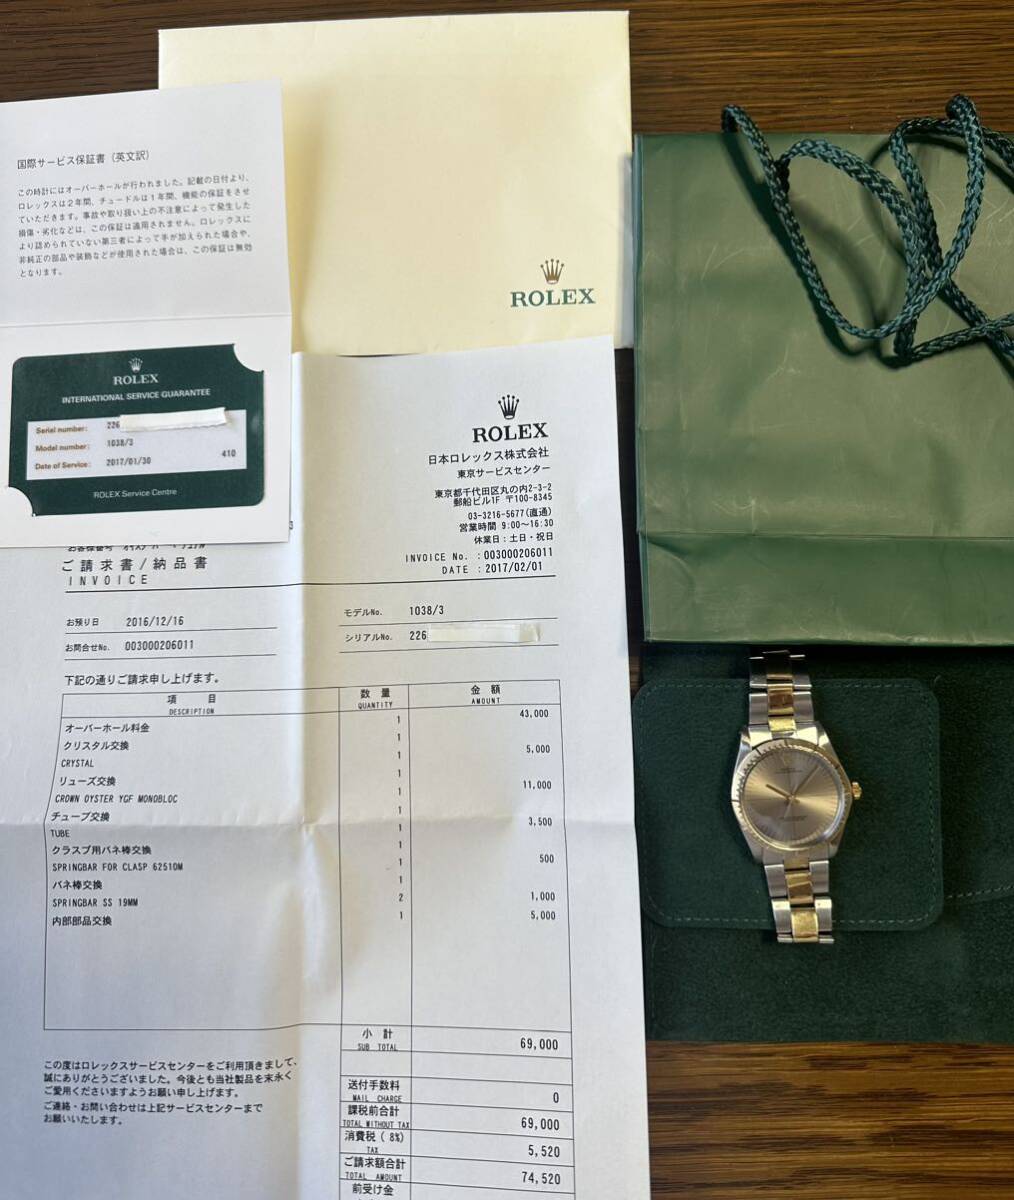 国際サービス保証書（英文訳）
この時計にはオーバーホールが行われました。記載の日付より、
ロレックスは２年間、チュードルは１年間、機能の保証をさせ
ていただきます。事故や取り扱い上の不注意によって発生した
損傷・劣化などは、この保証は適用されません。ロレックスに
より認められていない第三者によって手が加えられた場合や、
非純正の部品や装飾などが使用された場合は、この保証は無効
となります。
ROLEX
INTERNATIONAL SERVICE GUARANTEE
Serial number: 226
Model number: 1038/3
Date of Service: 2017/01/30 410
ROLEX Service Centre
ROLEX
ROLEX
日本ロレックス株式会社
東京サービスセンター
東京都千代田区丸の内2-3-2
郵船ビル1F 〒100-8345
03-3216-5677(直通)
営業時間 9:00〜16:30
休業日：土日・祝日
INVOICE No. : 003000206011
DATE : 2017/02/01
ご請求書/納品書
INVOICE
お預り日 2016/12/16
お問合せNo. 003000206011
モデルNo. 1038/3
シリアルNo. 226
下記の通りご請求申し上げます。
項 目 数 量 金 額
DESCRIPTION QUANTITY AMOUNT
オーバーホール料金 1 43,000
クリスタル交換 1 5,000
CRYSTAL 1
リューズ交換 1 11,000
CROWN OYSTER YGF MONOBLOC 1
チューブ交換 1 3,500
TUBE 1
クラスプ用バネ棒交換 1 500
SPRINGBAR FOR CLASP 62510M 1
バネ棒交換 1 1,000
SPRINGBAR SS 19MM 2
内部部品交換 1 5,000
小 計
SUB TOTAL 69,000
送付手数料
MAIL CHARGE 0
課税前合計
TOTAL WITHOUT TAX 69,000
消費税( 8%)
TAX 5,520
ご請求額合計
TOTAL AMOUNT 74,520
前受け金
この度はロレックスサービスセンターをご利用頂きまして、
誠にありがとうございました。今後とも当社製品を末永く
ご愛用くださいますようお願い申し上げます。
ご連絡・お問い合わせは上記サービスセンターまで
お願いいたします。